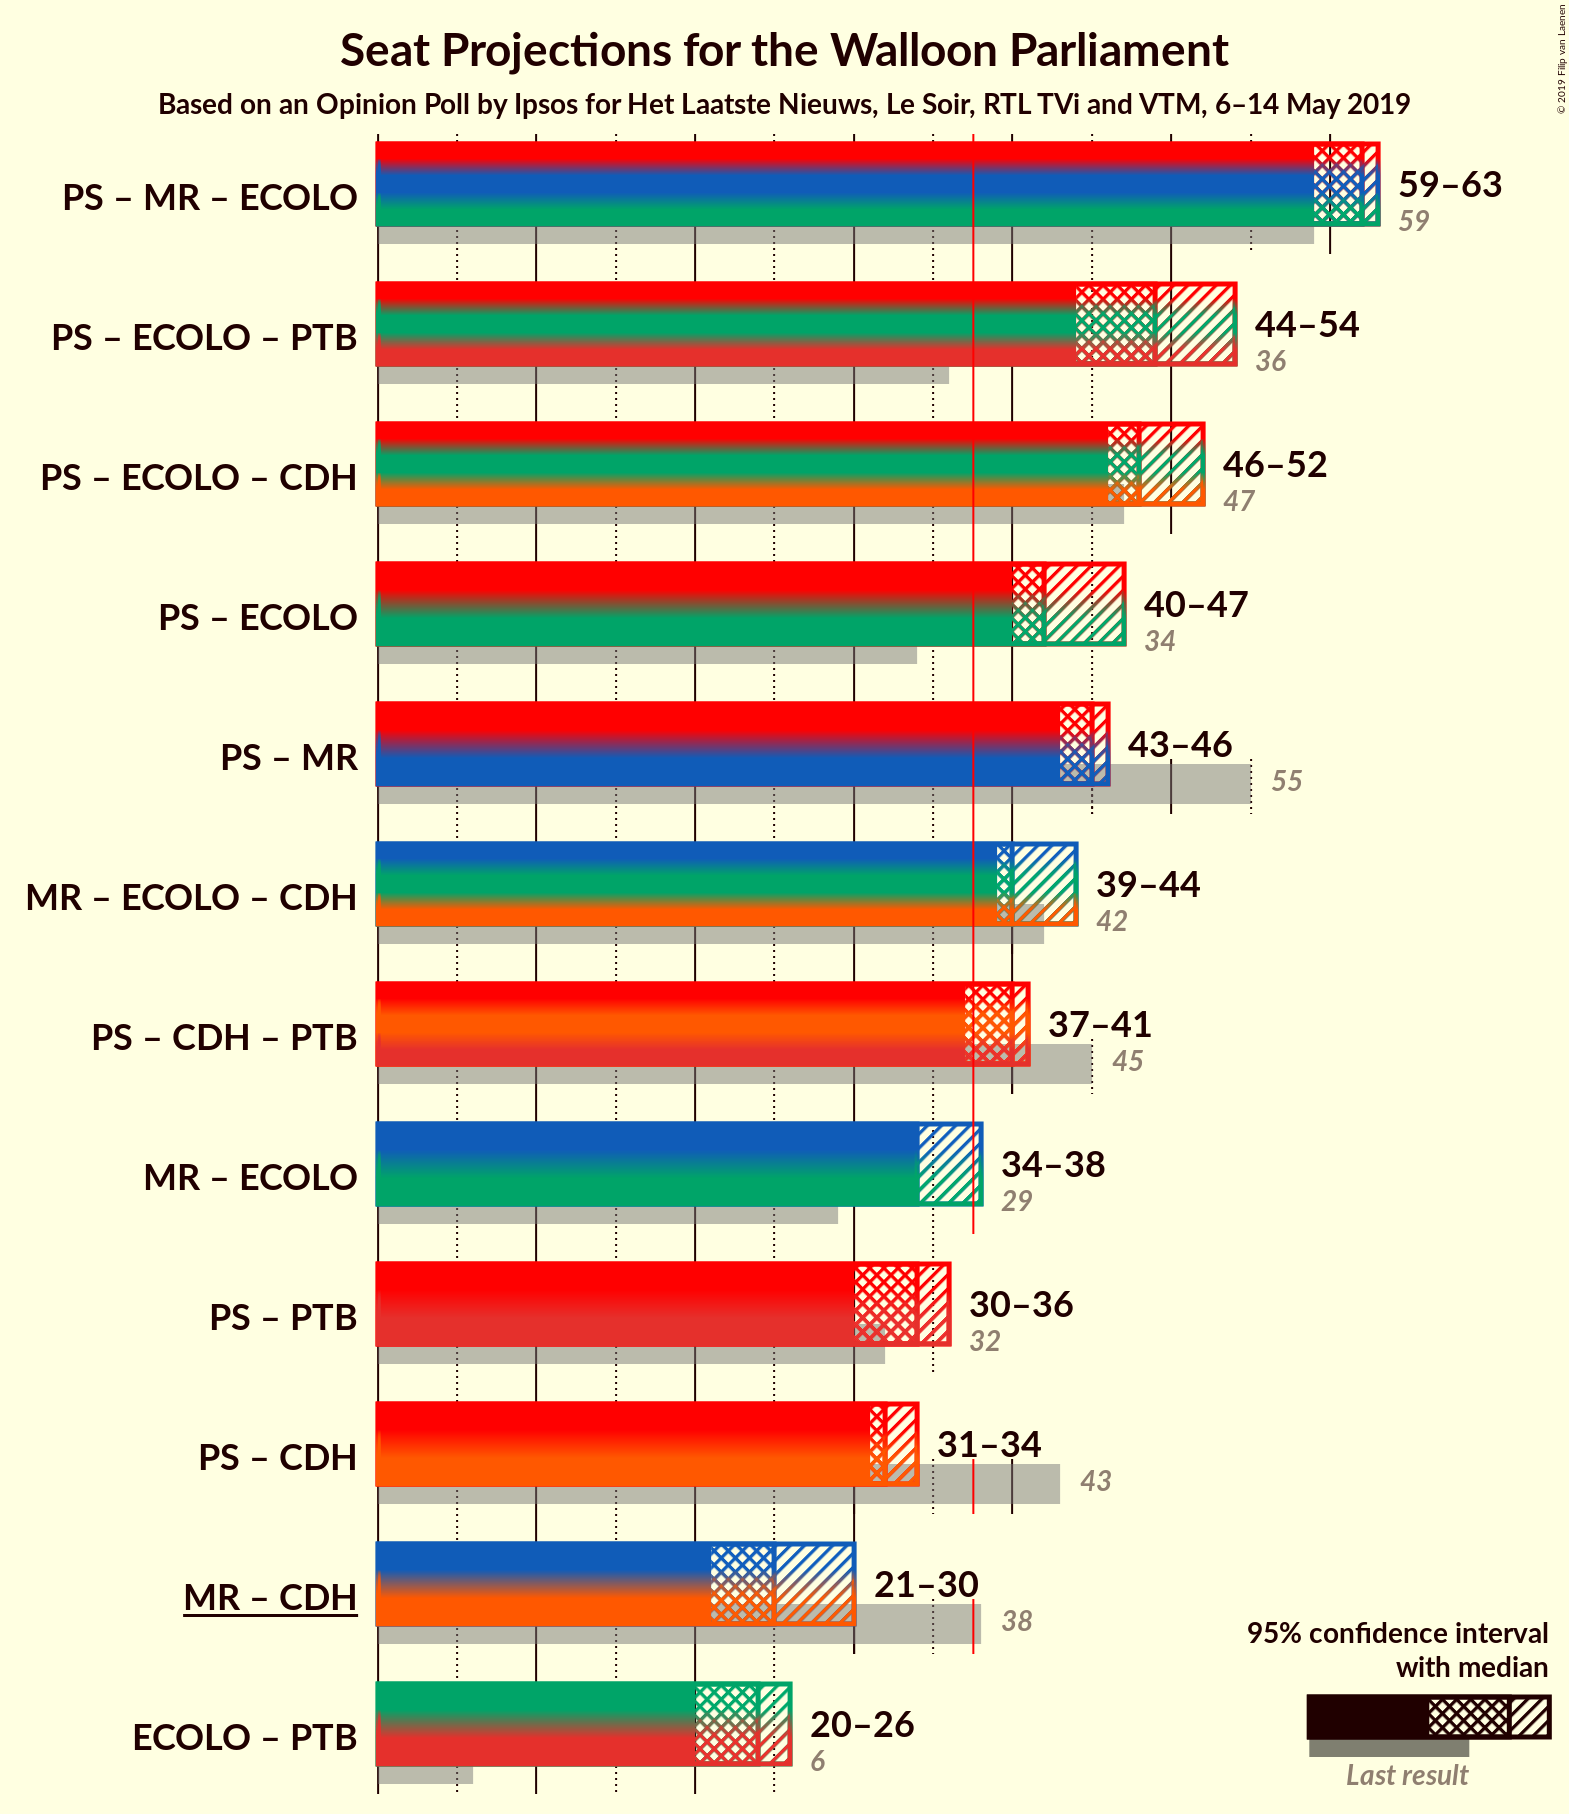 Seat Projections for the Walloon Parliament
Based on an Opinion Poll by Ipsos for Het Laatste Nieuws, Le Soir, RTL TVi and VTM, 6–14 May 2019
© 2019 Filip van Laenen
PS – MR – ECOLO
59–63
59
PS – ECOLO – PTB
44–54
36
PS – ECOLO – CDH
46–52
47
PS – ECOLO
40–47
34
PS – MR
43–46
55
MR – ECOLO – CDH
39–44
42
PS – CDH – PTB
37–41
45
MR – ECOLO
34–38
29
PS – PTB
30–36
32
PS – CDH
31–34
43
MR – CDH
21–30
38
ECOLO – PTB
20–26
6
95% confidence interval
with median
Last result